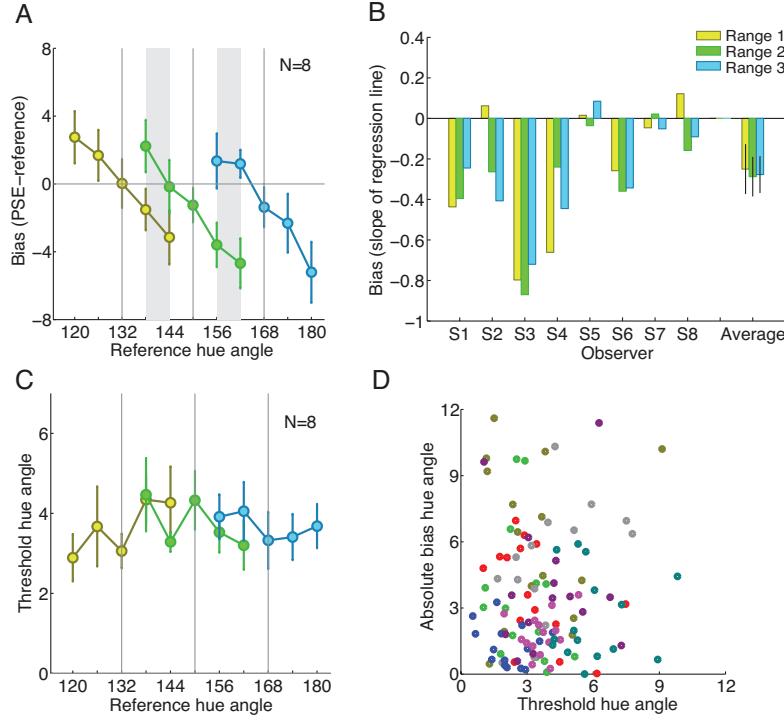 A
8
4
0
−4
−8
N=8
120
132
144
156
168
180
Reference hue angle
Bias (PSE−reference)
B
0.4
0.2
0
−0.2
−0.4
−0.6
−0.8
−1
Range 1
Range 2
Range 3
S1 S2 S3 S4 S5 S6 S7 S8 Average
Observer
Bias (slope of regression line)
C
6
4
2
0
N=8
120
132
144
156
168
180
Reference hue angle
Threshold hue angle
D
12
9
6
3
0
0
3
6
9
12
Threshold hue angle
Absolute bias hue angle